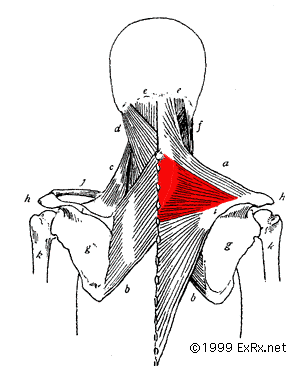 e e
d f
c a
j
h i h
k g g k
b b
©1999 ExRx.net